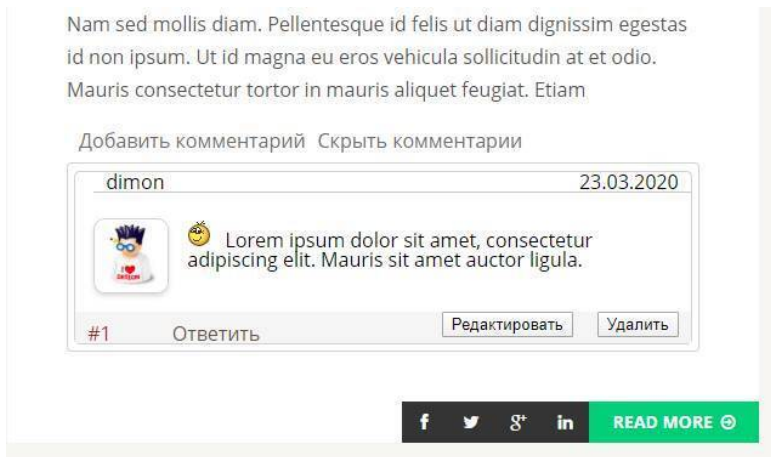 Nam sed mollis diam. Pellentesque id felis ut diam dignissim egestas
id non ipsum. Ut id magna eu eros vehicula sollicitudin at et odio.
Mauris consectetur tortor in mauris aliquet feugiat. Etiam
Добавить комментарий Скрыть комментарии
dimon 23.03.2020
Lorem ipsum dolor sit amet, consectetur
adipiscing elit. Mauris sit amet auctor ligula.
#1 Ответить Редактировать Удалить
f g+ in READ MORE